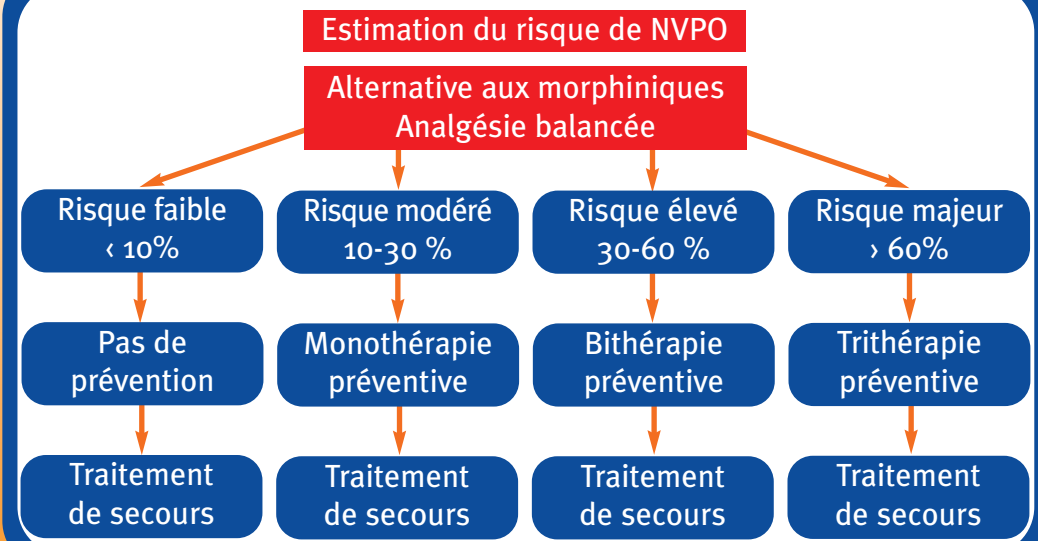 Estimation du risque de NVPO
Alternative aux morphiniques
Analgésie balancée
Risque faible
‹ 10%
Risque modéré
10-30 %
Risque élevé
30-60 %
Risque majeur
› 60%
Pas de
prévention
Monothérapie
préventive
Bithérapie
préventive
Trithérapie
préventive
Traitement
de secours
Traitement
de secours
Traitement
de secours
Traitement
de secours